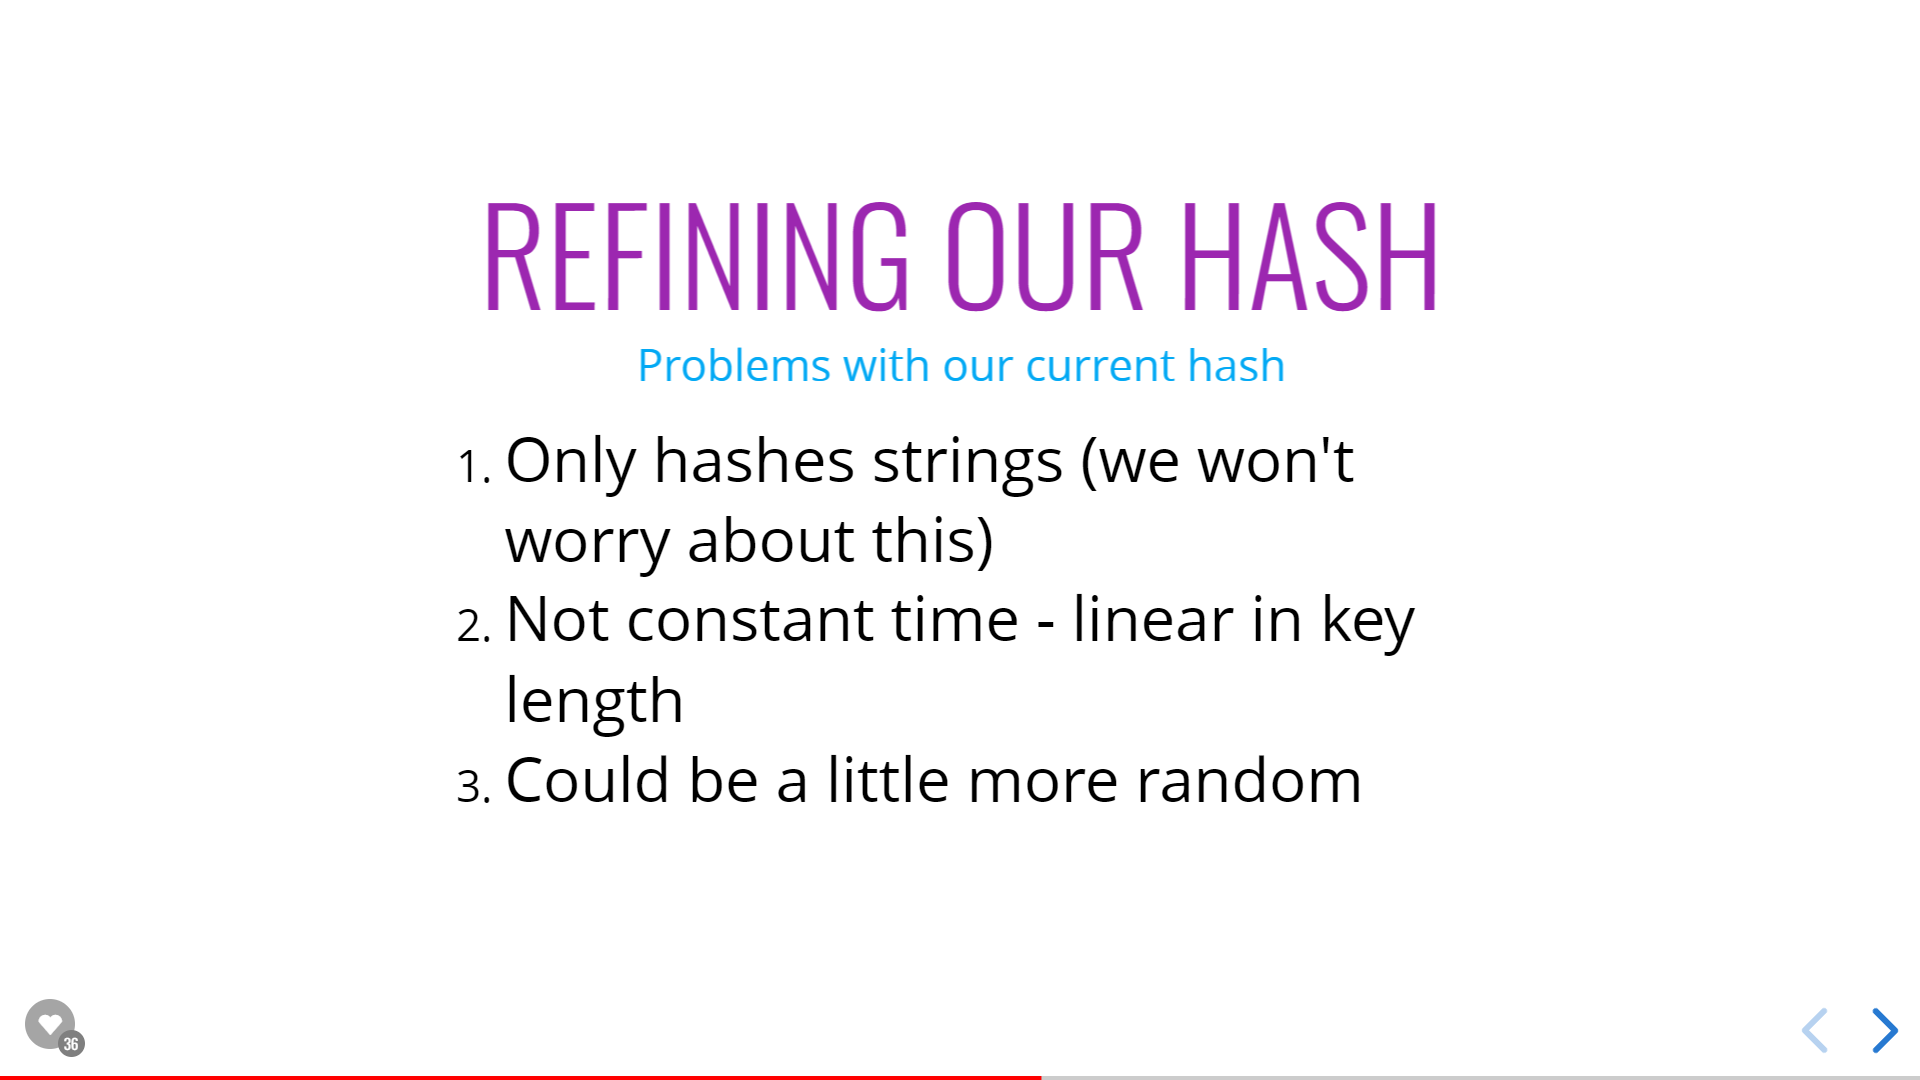 REFINING OUR HASH
Problems with our current hash
1. Only hashes strings (we won't
worry about this)
2. Not constant time - linear in key
length
3. Could be a little more random
36